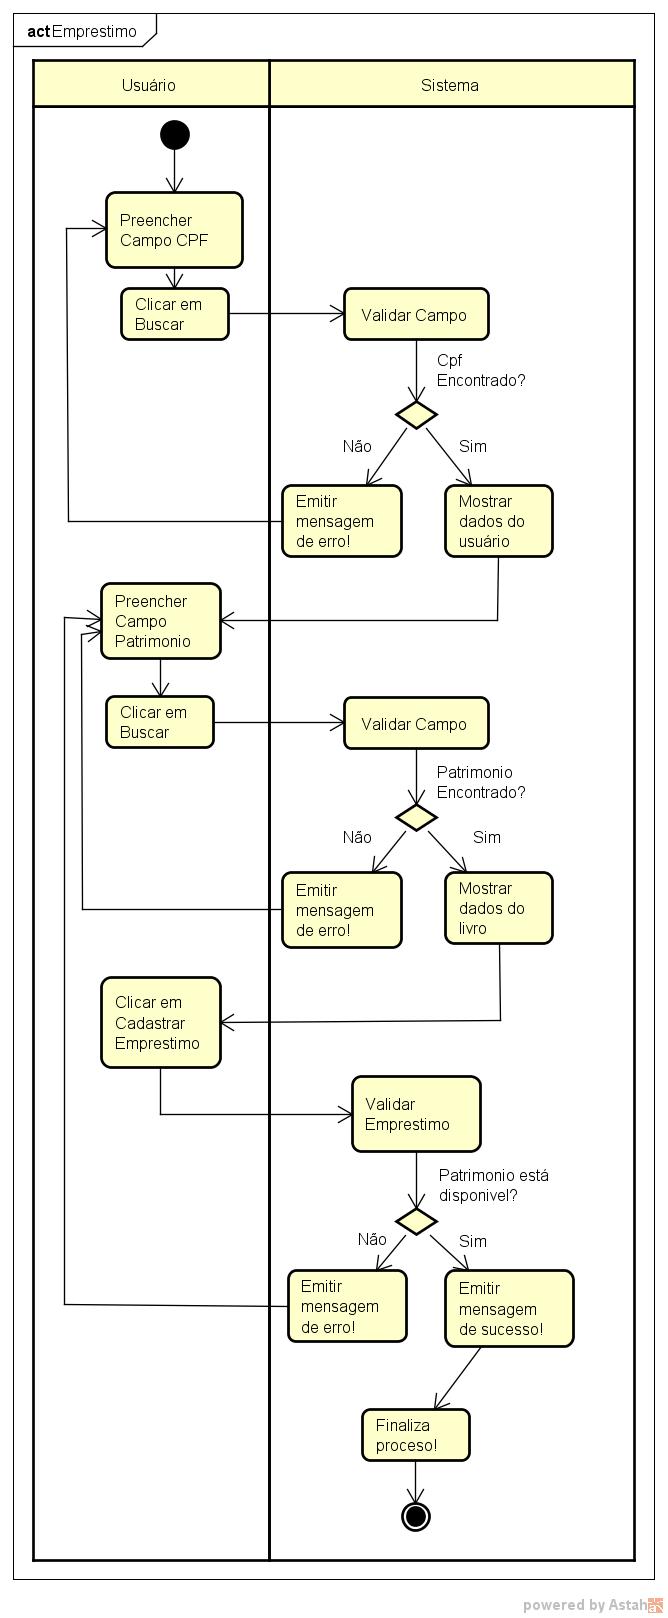 act Emprestimo
Usuário
Sistema
Preencher
Campo CPF
Clicar em
Buscar
Validar Campo
Cpf
Encontrado?
Não
Sim
Emitir
mensagem
de erro!
Mostrar
dados do
usuário
Preencher
Campo
Patrimonio
Clicar em
Buscar
Validar Campo
Patrimonio
Encontrado?
Não
Sim
Emitir
mensagem
de erro!
Mostrar
dados do
livro
Clicar em
Cadastrar
Emprestimo
Validar
Emprestimo
Patrimonio está
disponivel?
Não
Sim
Emitir
mensagem
de erro!
Emitir
mensagem
de sucesso!
Finaliza
proceso!
powered by Astah